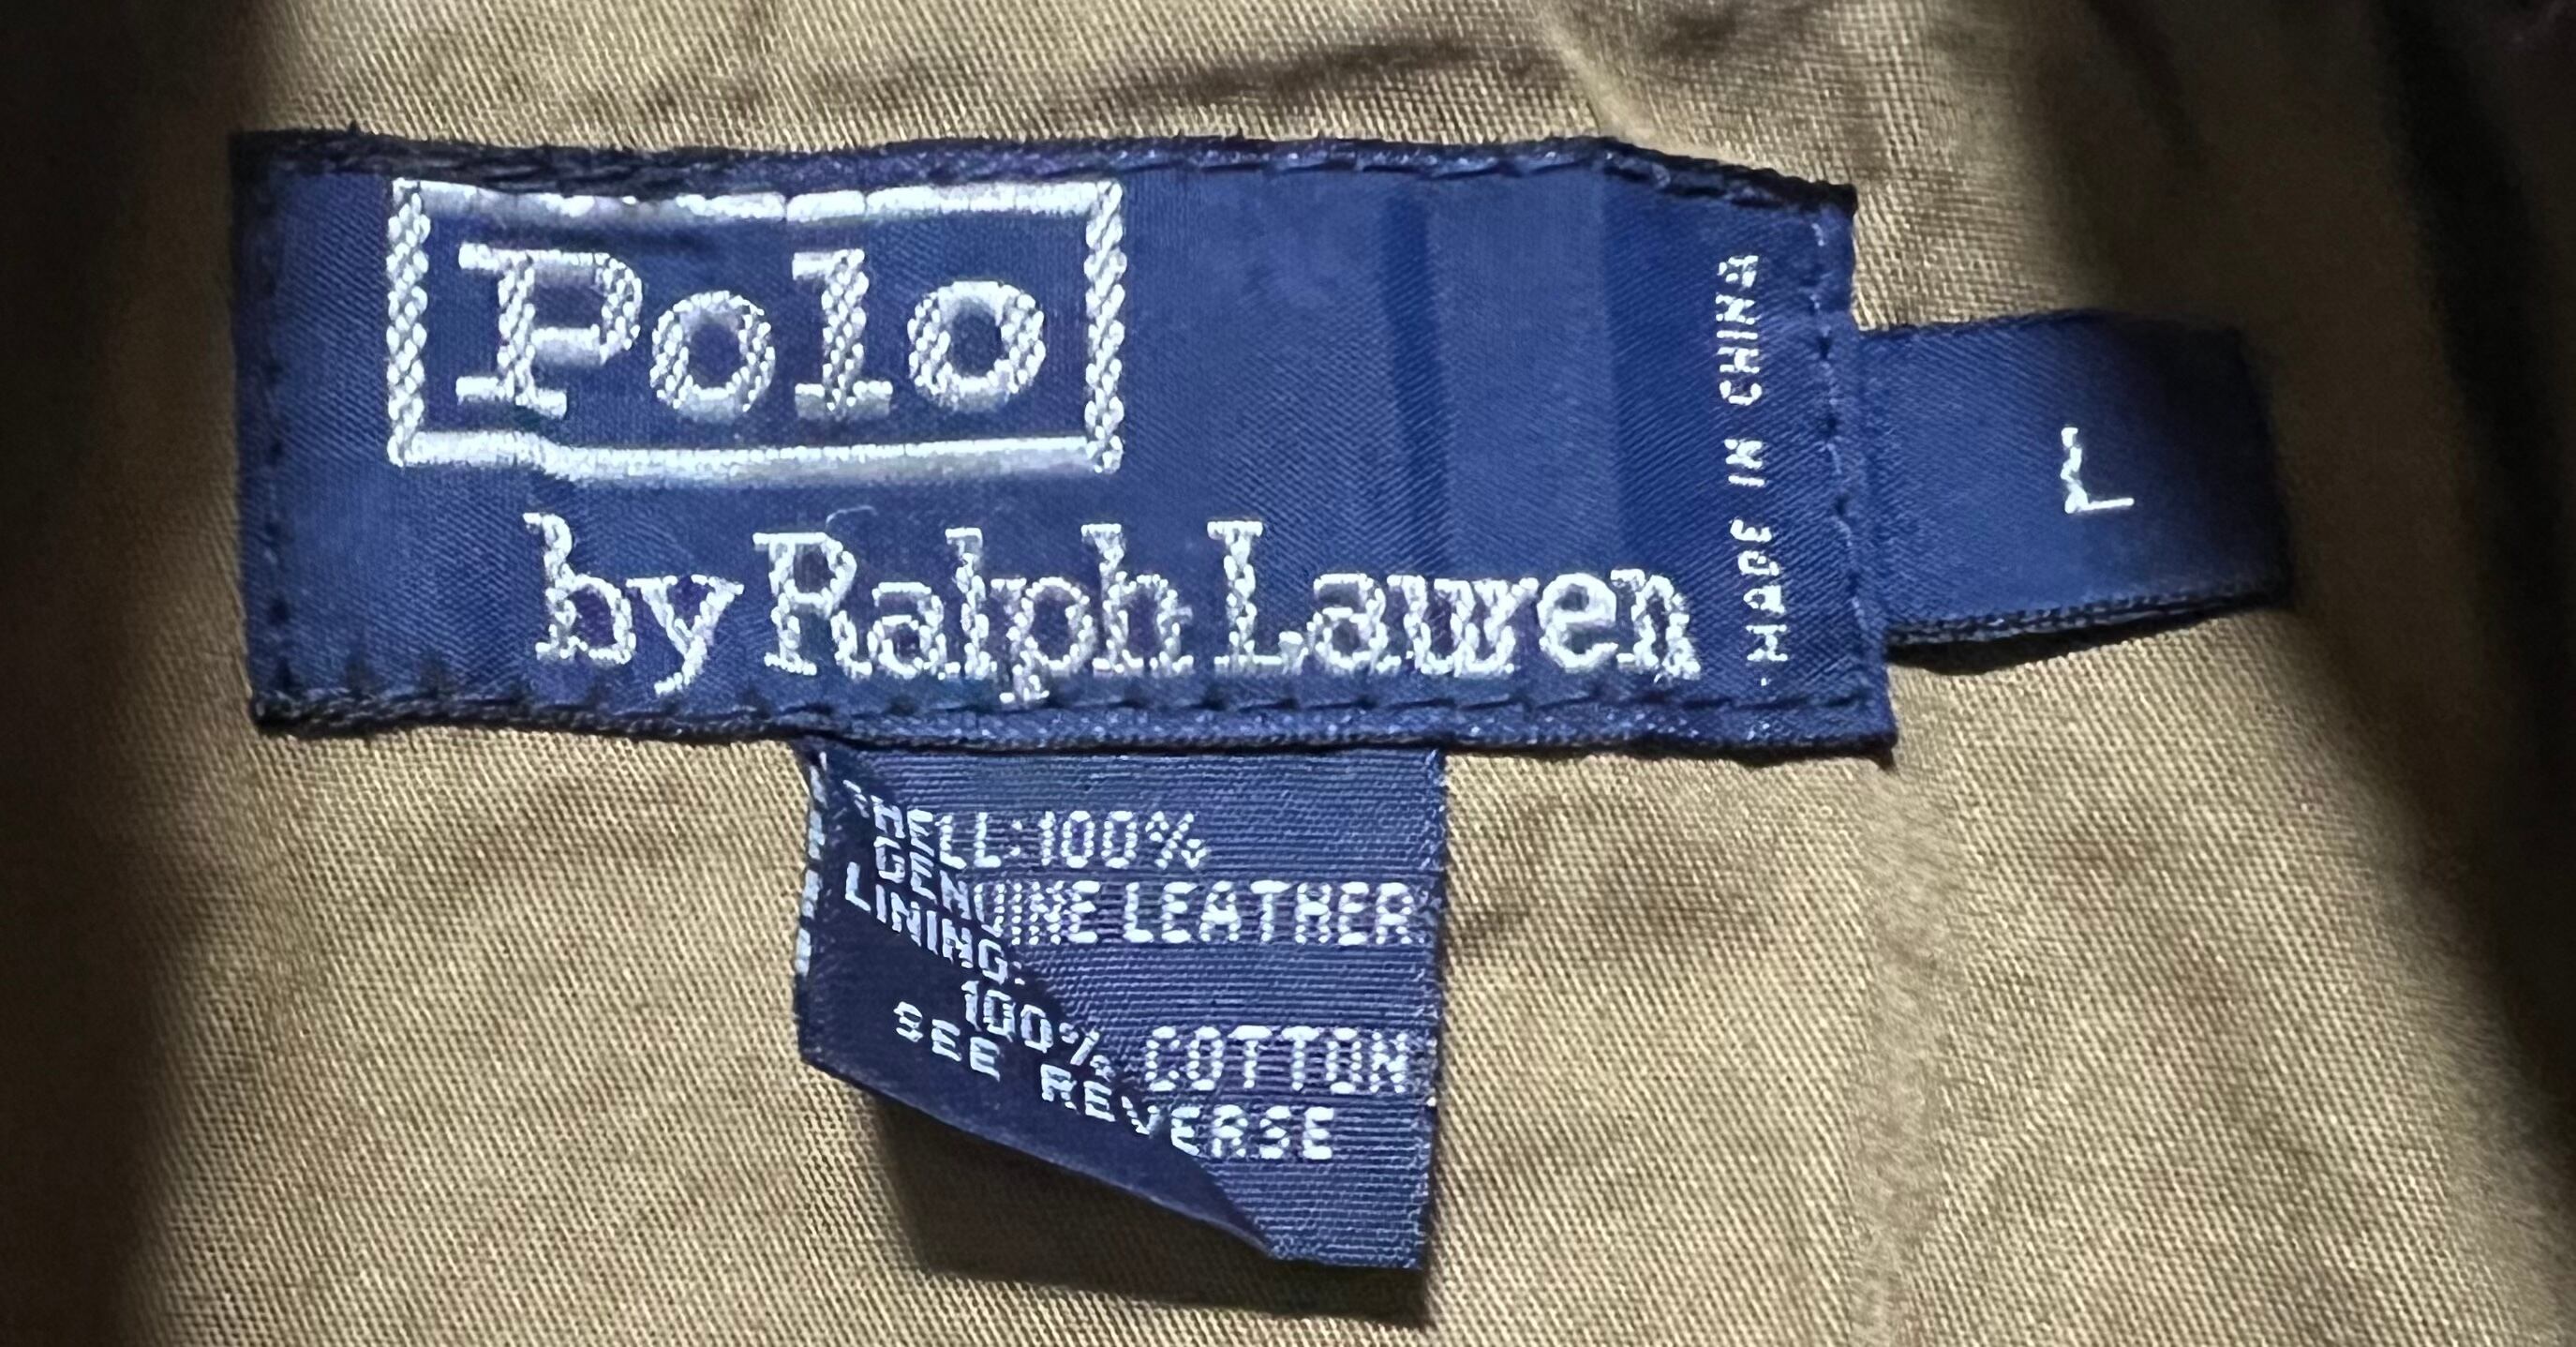 Polo
by Ralph Lauren
MADE IN CHINA
L
SHELL:100%
GENUINE LEATHER
LINING:
100% COTTON
SEE REVERSE